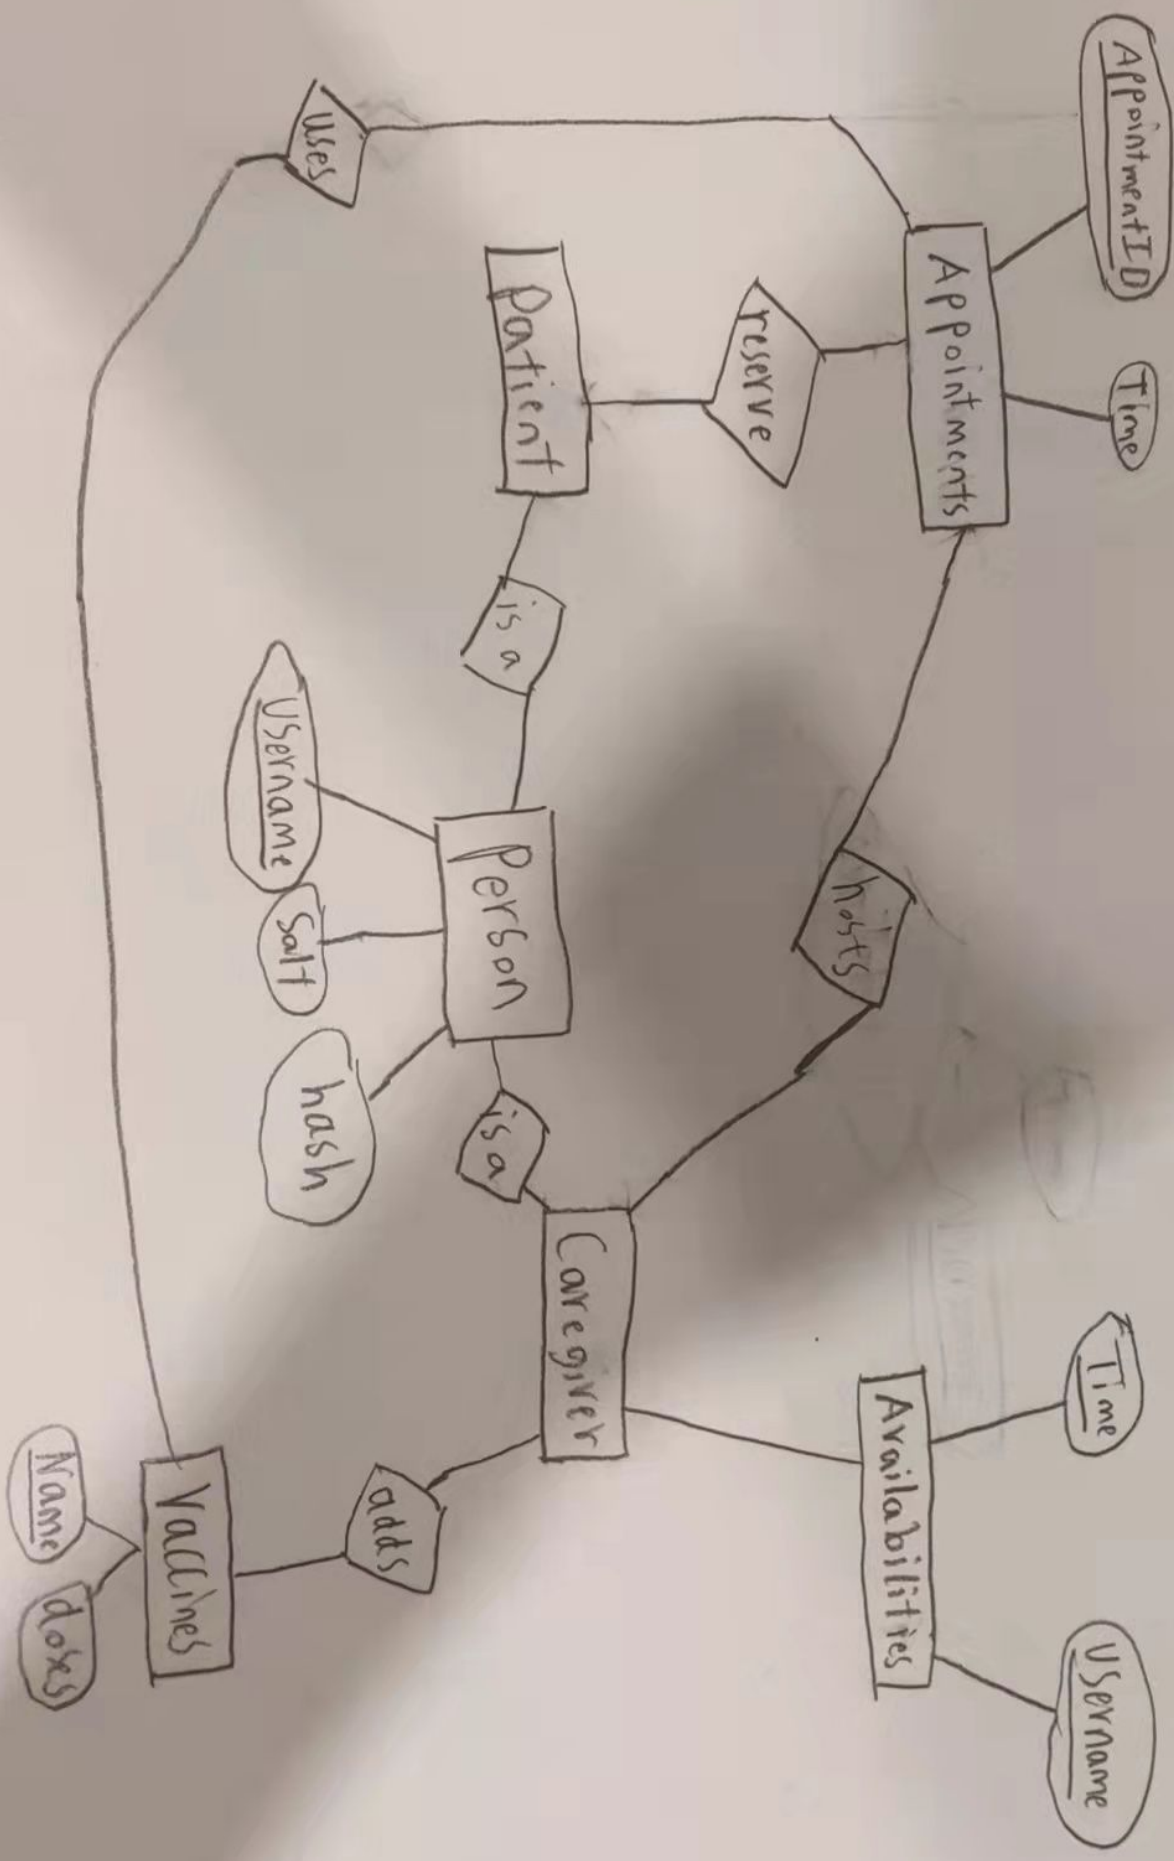 AppointmentID
Time
Time
Username
Appointments
Availabilities
hosts
reserve
uses
Patient
is a
Person
is a
Caregiver
adds
Username
Salt
hash
Vaccines
Name
doses